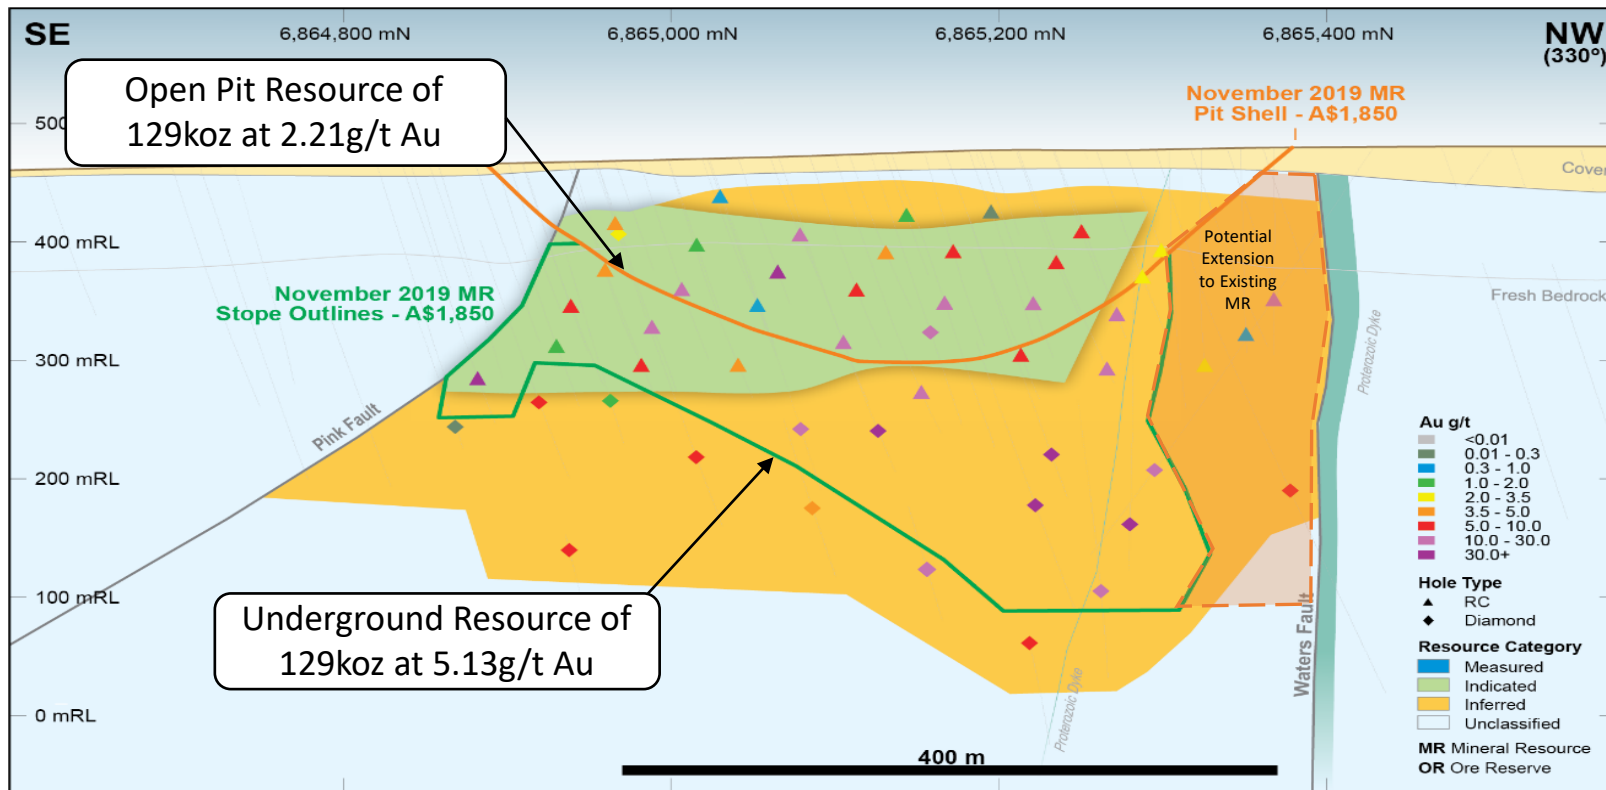 SE
6,864,800 mN
6,865,000 mN
6,865,200 mN
6,865,400 mN
NW
(330°)
Open Pit Resource of
129koz at 2.21g/t Au
November 2019 MR
Pit Shell - A$1,850
Cover
400 mRL
Potential
Extension
to Existing
MR
November 2019 MR
Stope Outlines - A$1,850
Fresh Bedrock
300 mRL
Pink Fault
Proterozoic Dyke
200 mRL
100 mRL
Underground Resource of
129koz at 5.13g/t Au
Waters Fault
Proterozoic Dyke
0 mRL
400 m
Au g/t
<0.01
0.01 - 0.3
0.3 - 1.0
1.0 - 2.0
2.0 - 3.5
3.5 - 5.0
5.0 - 10.0
10.0 - 30.0
30.0+
Hole Type
RC
Diamond
Resource Category
Measured
Indicated
Inferred
Unclassified
MR Mineral Resource
OR Ore Reserve